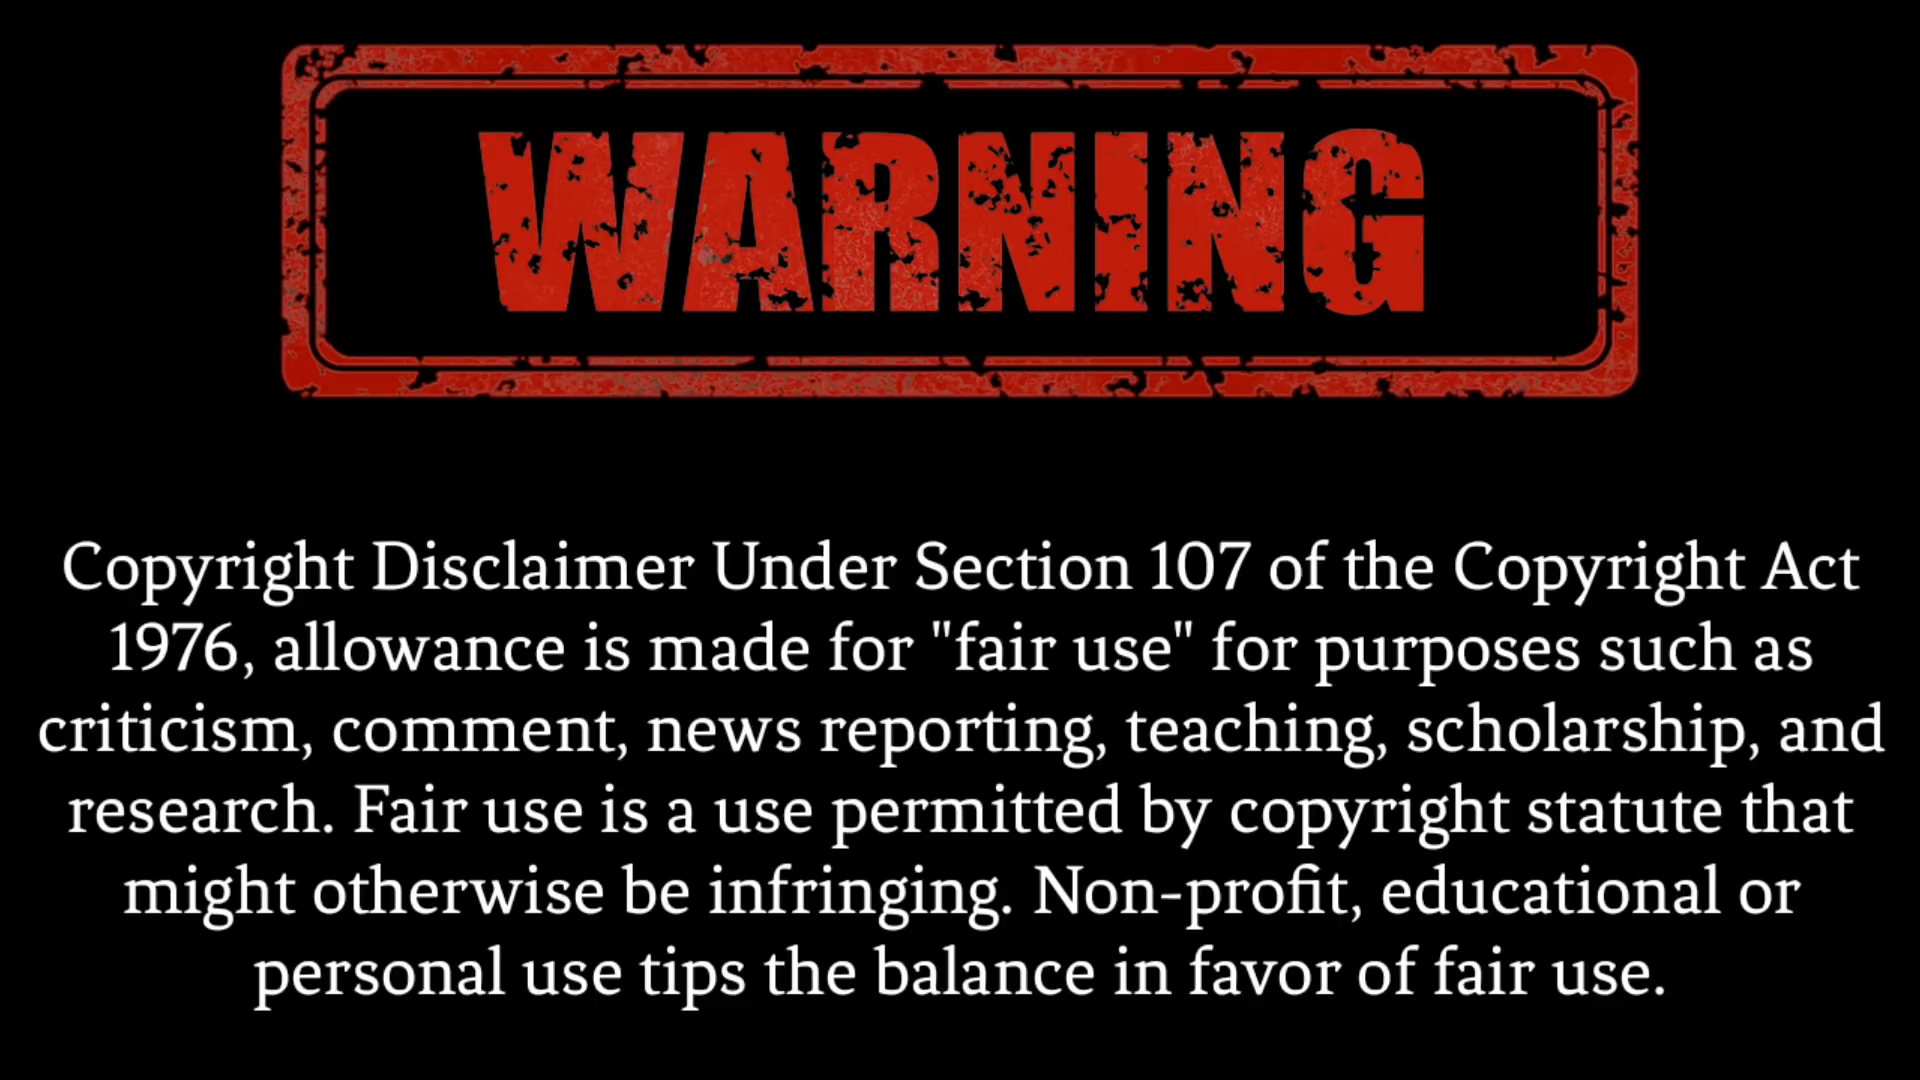 WARNING
Copyright Disclaimer Under Section 107 of the Copyright Act
1976, allowance is made for "fair use" for purposes such as
criticism, comment, news reporting, teaching, scholarship, and
research. Fair use is a use permitted by copyright statute that
might otherwise be infringing. Non-profit, educational or
personal use tips the balance in favor of fair use.